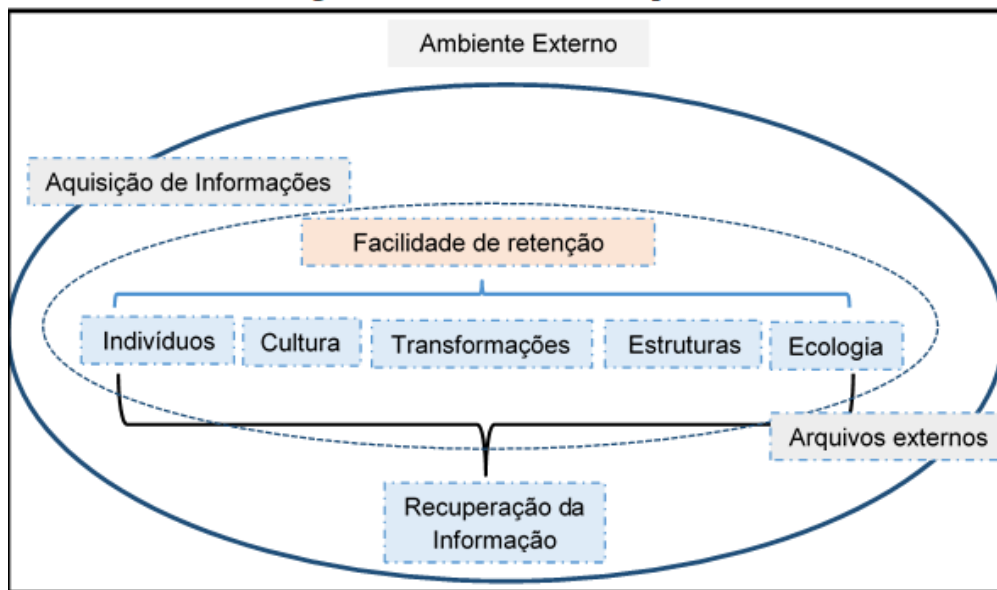 Ambiente Externo
Aquisição de Informações
Facilidade de retenção
Indivíduos
Cultura
Transformações
Estruturas
Ecologia
Arquivos externos
Recuperação da
Informação